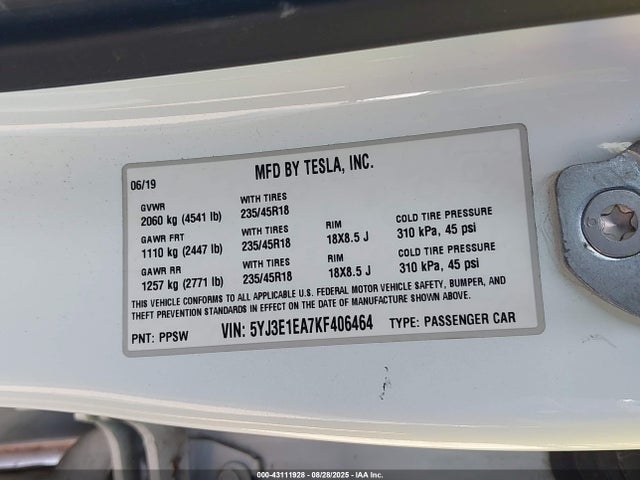 06/19 MFD BY TESLA, INC.
GVWR WITH TIRES
2060 kg (4541 lb) 235/45R18
GAWR FRT WITH TIRES RIM COLD TIRE PRESSURE
1110 kg (2447 lb) 235/45R18 18X8.5 J 310 kPa, 45 psi
GAWR RR WITH TIRES RIM COLD TIRE PRESSURE
1257 kg (2771 lb) 235/45R18 18X8.5 J 310 kPa, 45 psi
THIS VEHICLE CONFORMS TO ALL APPLICABLE U.S. FEDERAL MOTOR VEHICLE SAFETY, BUMPER, AND
THEFT PREVENTION STANDARDS IN EFFECT ON THE DATE OF MANUFACTURE SHOWN ABOVE.
PNT: PPSW VIN: 5YJ3E1EA7KF406464 TYPE: PASSENGER CAR
000-43111928 - 08/28/2025 - IAA Inc.